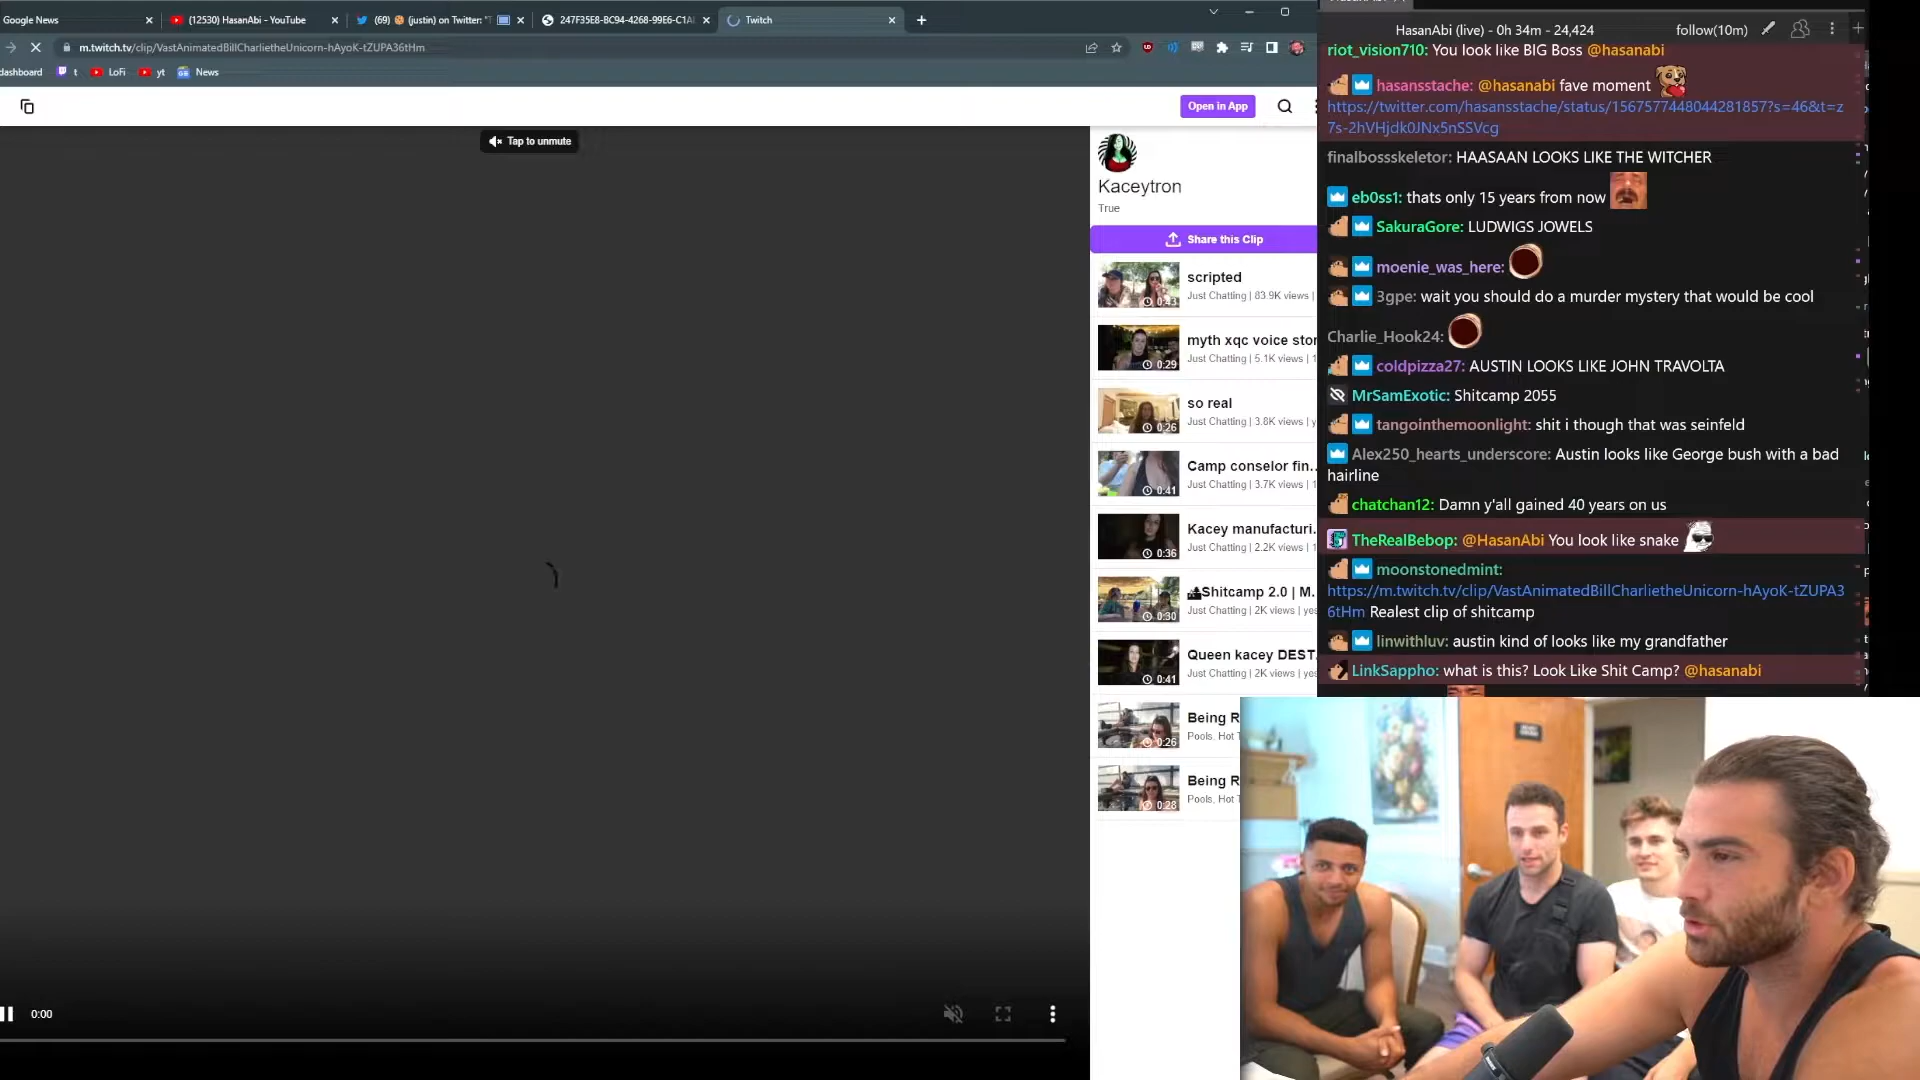 Google News
(12530) HasanAbi - YouTube
(69) 🍪 (justin) on Twitter: "
247F35E8-BC94-4268-99E6-C1A
Twitch
m.twitch.tv/clip/VastAnimatedBillCharlietheUnicorn-hAyoK-tZUPA36tHm
dashboard
t
LoFi
yt
News
Open in App
Tap to unmute
Kaceytron
True
Share this Clip
scripted
Just Chatting | 83.9K views |
0:43
myth xqc voice stor
Just Chatting | 5.1K views | 1
0:29
so real
Just Chatting | 3.8K views | y
0:26
Camp conselor fin...
Just Chatting | 3.7K views | 1
0:41
Kacey manufacturi...
Just Chatting | 2.2K views | 1
0:36
🏕Shitcamp 2.0 | M...
Just Chatting | 2K views | yes
0:30
Queen kacey DEST...
Just Chatting | 2K views | yes
0:41
Being R
Pools, Hot T
0:26
Being R
Pools, Hot T
0:28
0:00
HasanAbi (live) - 0h 34m - 24,424
follow(10m)
riot_vision710: You look like BIG Boss @hasanabi
hasansstache: @hasanabi fave moment
https://twitter.com/hasansstache/status/1567577448044281857?s=46&t=z
7s-2hVHjdk0JNx5nSSVcg
finalbossskeletor: HAASAAN LOOKS LIKE THE WITCHER
eb0ss1: thats only 15 years from now
SakuraGore: LUDWIGS JOWELS
moenie_was_here:
3gpe: wait you should do a murder mystery that would be cool
Charlie_Hook24:
coldpizza27: AUSTIN LOOKS LIKE JOHN TRAVOLTA
MrSamExotic: Shitcamp 2055
tangointhemoonlight: shit i though that was seinfeld
Alex250_hearts_underscore: Austin looks like George bush with a bad
hairline
chatchan12: Damn y'all gained 40 years on us
TheRealBebop: @HasanAbi You look like snake
moonstonedmint:
https://m.twitch.tv/clip/VastAnimatedBillCharlietheUnicorn-hAyoK-tZUPA3
6tHm Realest clip of shitcamp
linwithluv: austin kind of looks like my grandfather
LinkSappho: what is this? Look Like Shit Camp? @hasanabi